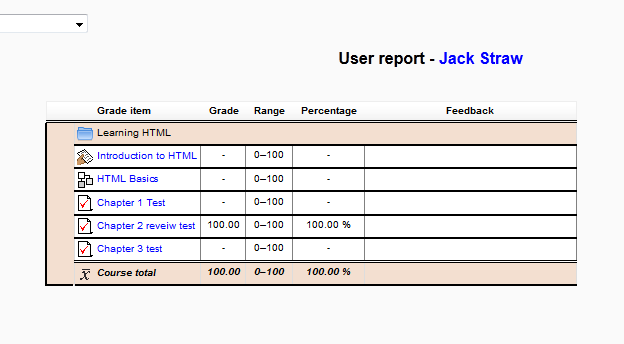 User report - Jack Straw
Grade item Grade Range Percentage Feedback
Learning HTML
Introduction to HTML - 0–100 -
HTML Basics - 0–100 -
Chapter 1 Test - 0–100 -
Chapter 2 reveiw test 100.00 0–100 100.00 %
Chapter 3 test - 0–100 -
x̅ Course total 100.00 0–100 100.00 %